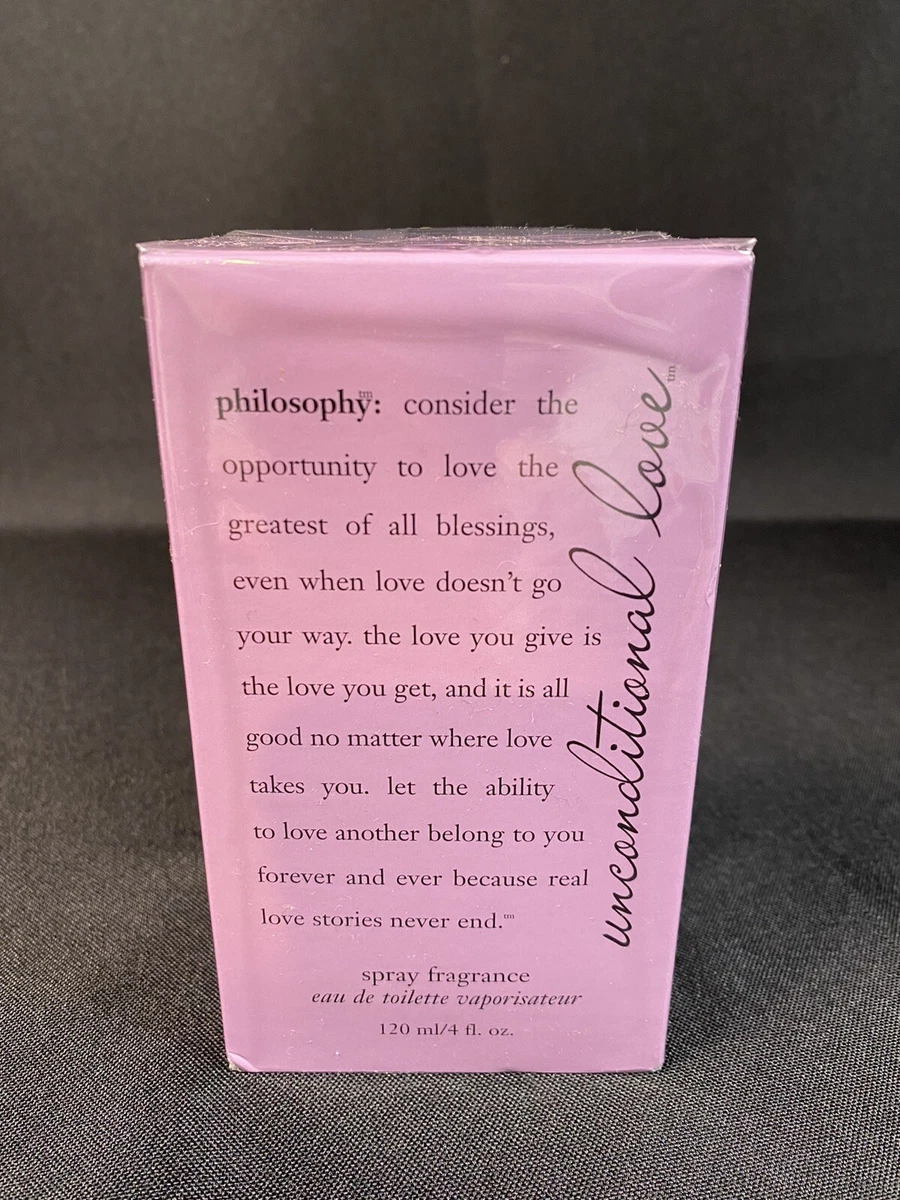 philosophy™: consider the
opportunity to love the
greatest of all blessings,
even when love doesn't go
your way. the love you give is
the love you get, and it is all
good no matter where love
takes you. let the ability
to love another belong to you
forever and ever because real
love stories never end.™
unconditional love™
spray fragrance
eau de toilette vaporisateur
120 ml/4 fl. oz.